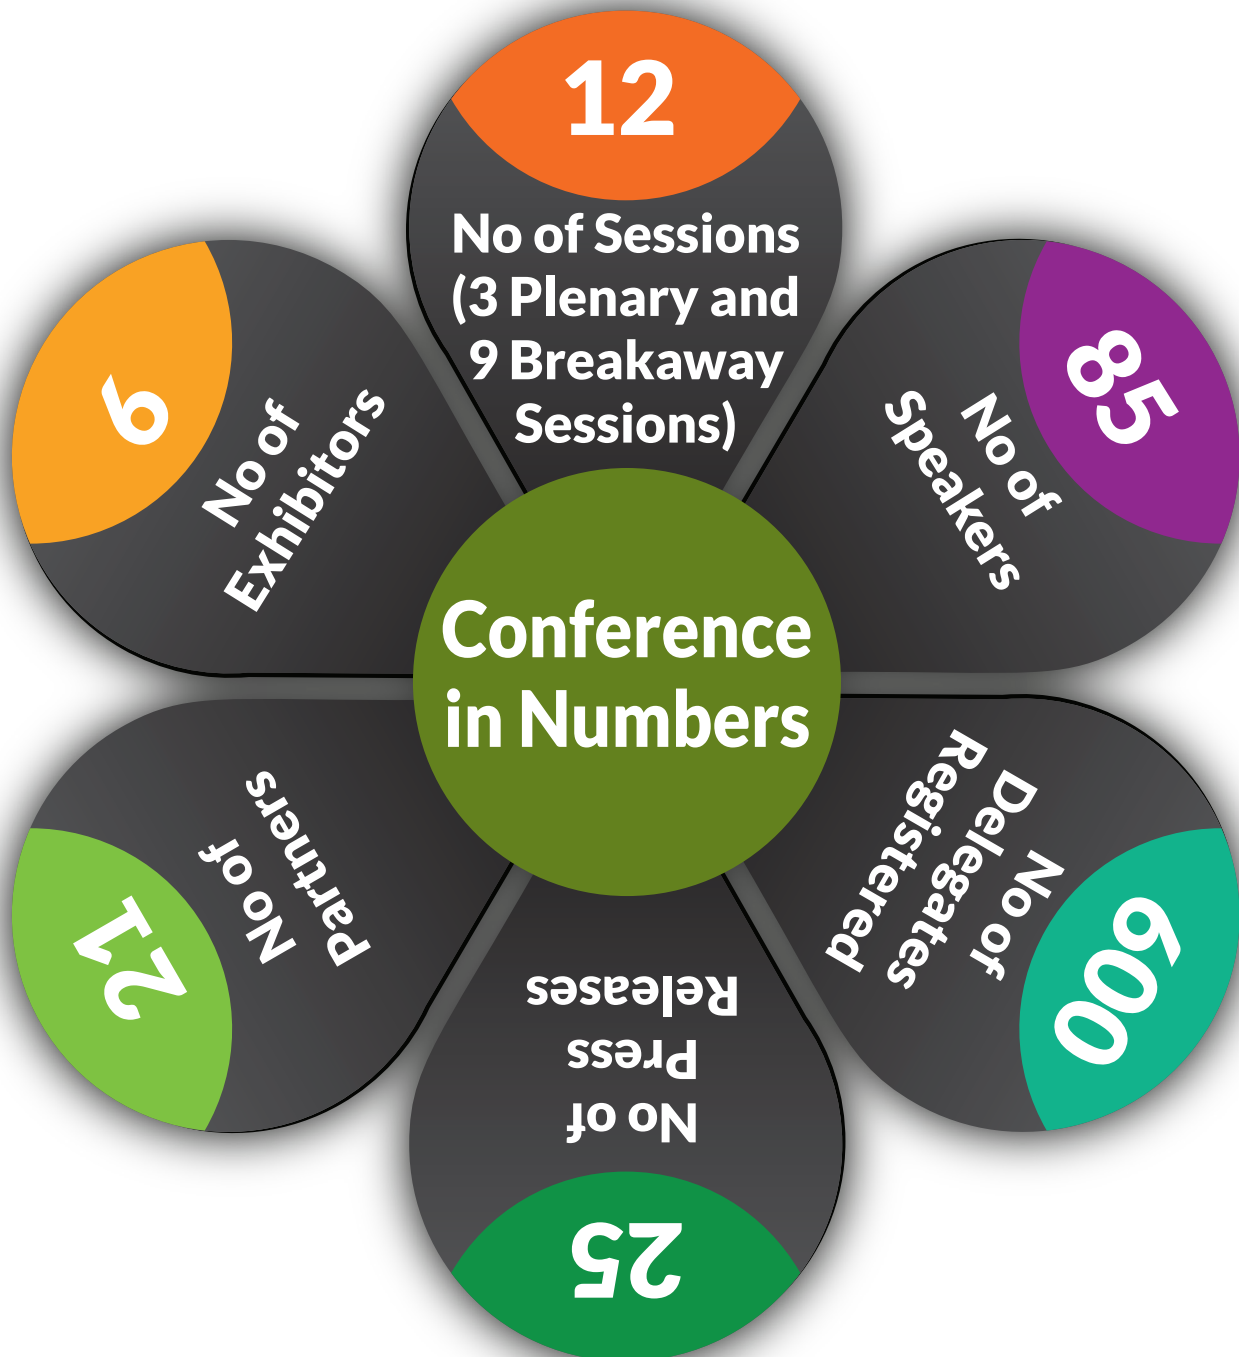 12
No of Sessions
(3 Plenary and
9 Breakaway
Sessions)
85
No of
Speakers
600
No of
Delegates
Registered
25
No of
Press
Releases
21
No of
Partners
6
No of
Exhibitors
Conference
in Numbers